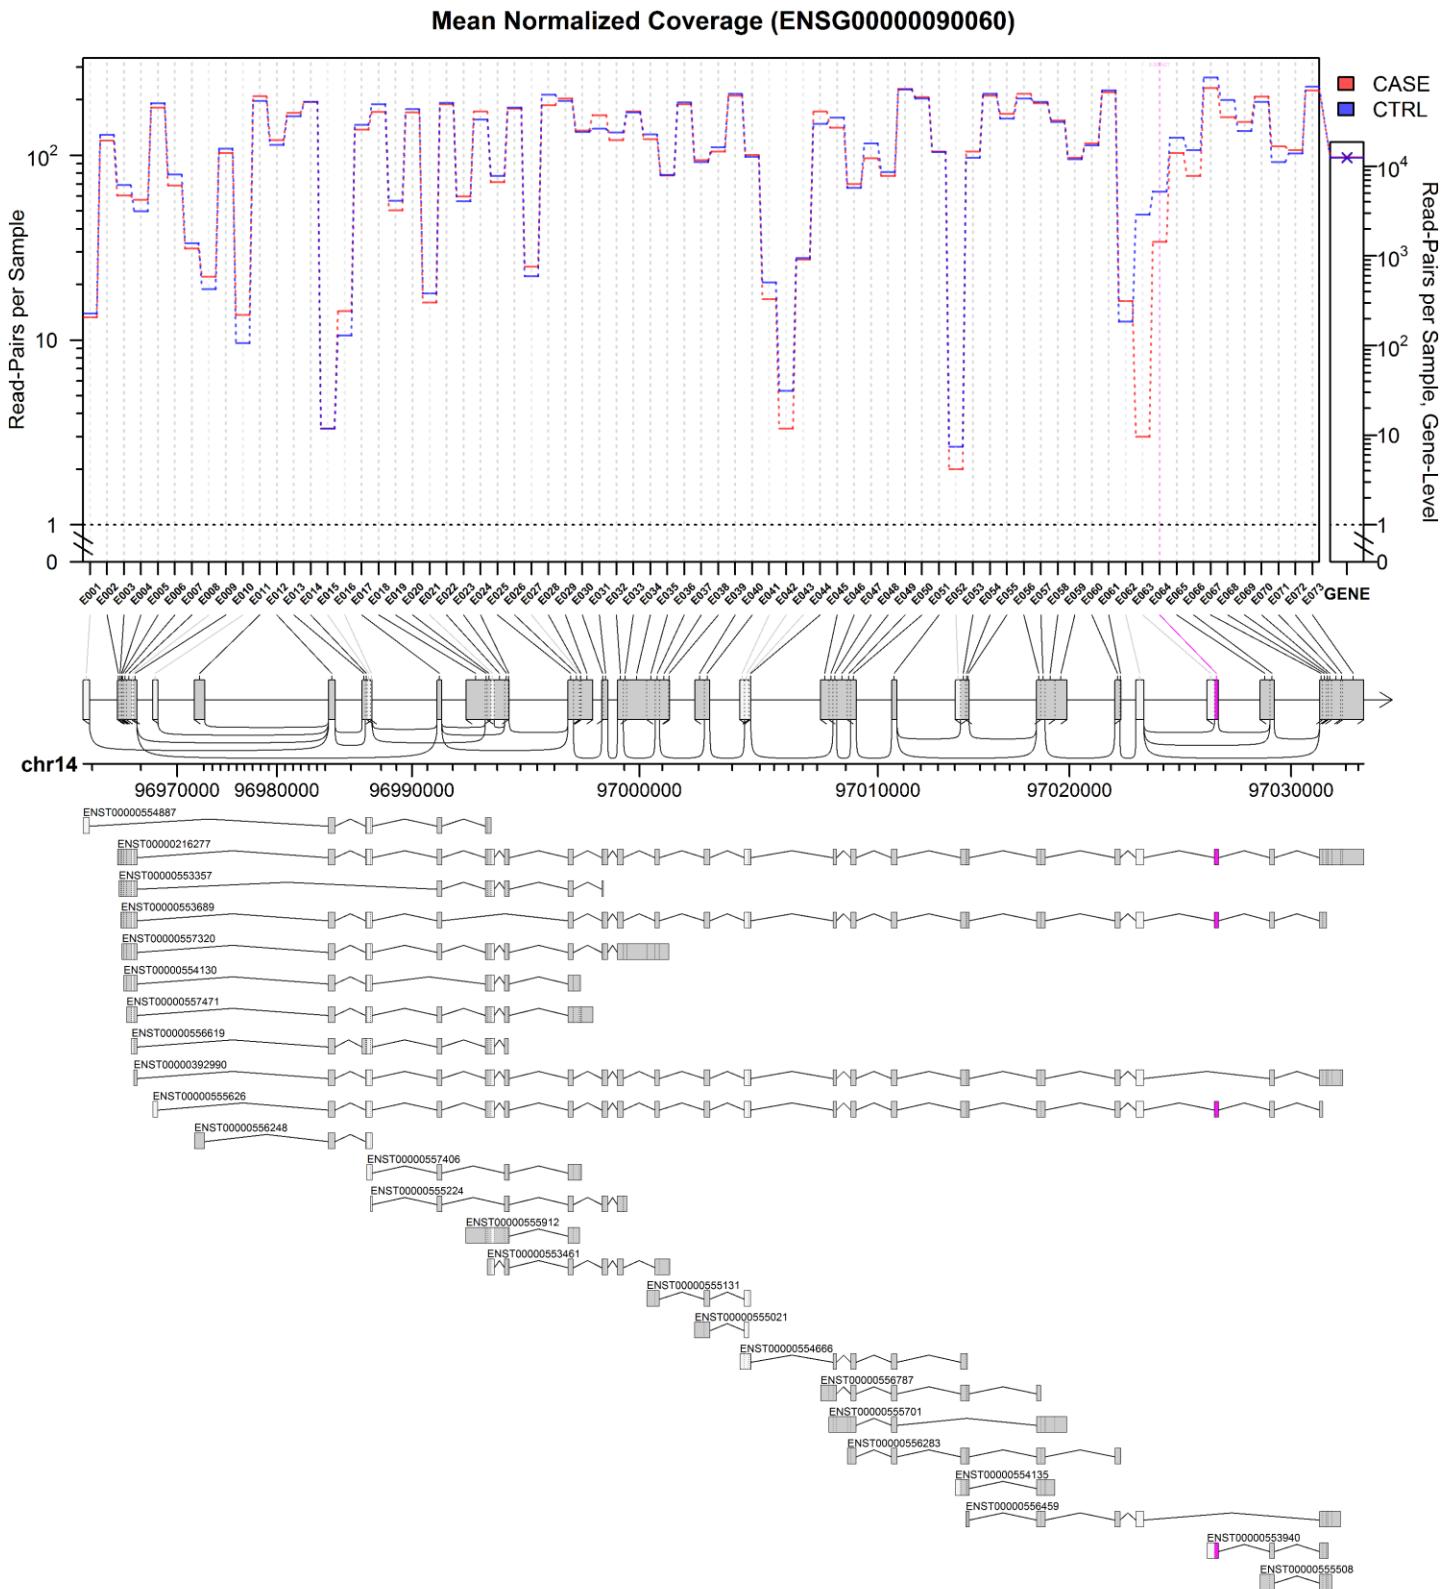 Mean Normalized Coverage (ENSG00000090060)
CASE
CTRL
Read-Pairs per Sample
10²
10
1
0
10⁴
10³
10²
10
1
0
Read-Pairs per Sample, Gene-Level
E001 E002 E003 E004 E005 E006 E007 E008 E009 E010 E011 E012 E013 E014 E015 E016 E017 E018 E019 E020 E021 E022 E023 E024 E025 E026 E027 E028 E029 E030 E031 E032 E033 E034 E035 E036 E037 E038 E039 E040 E041 E042 E043 E044 E045 E046 E047 E048 E049 E050 E051 E052 E053 E054 E055 E056 E057 E058 E059 E060 E061 E062 E063 E064 E065 E066 E067 E068 E069 E070 E071 E072 E073 GENE
chr14
96970000 96980000 96990000 97000000 97010000 97020000 97030000
ENST00000554887
ENST00000216277
ENST00000553357
ENST00000553689
ENST00000557320
ENST00000554130
ENST00000557471
ENST00000556619
ENST00000392990
ENST00000555626
ENST00000556248
ENST00000557406
ENST00000555224
ENST00000555912
ENST00000553461
ENST00000555131
ENST00000555021
ENST00000554666
ENST00000556787
ENST00000555701
ENST00000556283
ENST00000554135
ENST00000556459
ENST00000553940
ENST00000555508